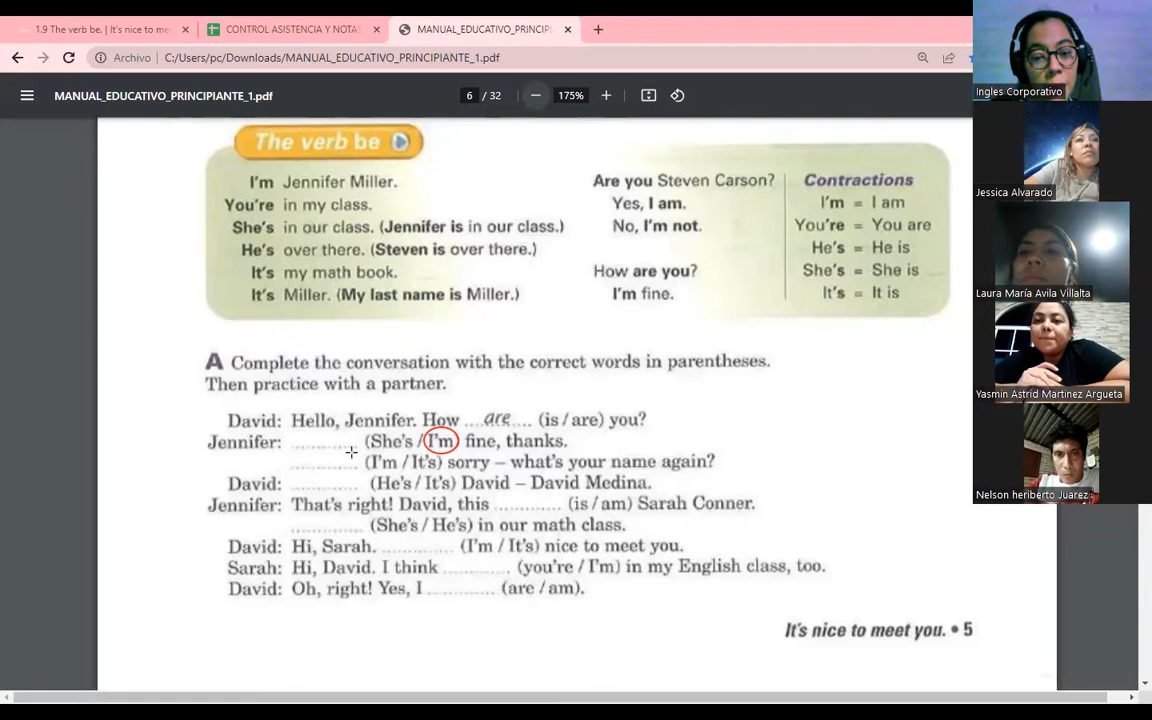 1.9 The verb be. | It's nice to me
CONTROL ASISTENCIA Y NOTAS
MANUAL_EDUCATIVO_PRINCIPI
Archivo
C:/Users/pc/Downloads/MANUAL_EDUCATIVO_PRINCIPIANTE_1.pdf
MANUAL_EDUCATIVO_PRINCIPIANTE_1.pdf
6 / 32
175%
The verb be
I'm Jennifer Miller.
You're in my class.
She's in our class. (Jennifer is in our class.)
He's over there. (Steven is over there.)
It's my math book.
It's Miller. (My last name is Miller.)
Are you Steven Carson?
Yes, I am.
No, I'm not.
How are you?
I'm fine.
Contractions
I'm = I am
You're = You are
He's = He is
She's = She is
It's = It is
A Complete the conversation with the correct words in parentheses.
Then practice with a partner.
David: Hello, Jennifer. How ....are.... (is / are) you?
Jennifer: ............ (She's / I'm) fine, thanks.
............ (I'm / It's) sorry – what's your name again?
David: ............ (He's / It's) David – David Medina.
Jennifer: That's right! David, this ............ (is / am) Sarah Conner.
............ (She's / He's) in our math class.
David: Hi, Sarah. ............ (I'm / It's) nice to meet you.
Sarah: Hi, David. I think ............ (you're / I'm) in my English class, too.
David: Oh, right! Yes, I ............ (are / am).
It's nice to meet you. • 5
Ingles Corporativo
Jessica Alvarado
Laura María Avila Villalta
Yasmin Astrid Martinez Argueta
Nelson heriberto Juarez